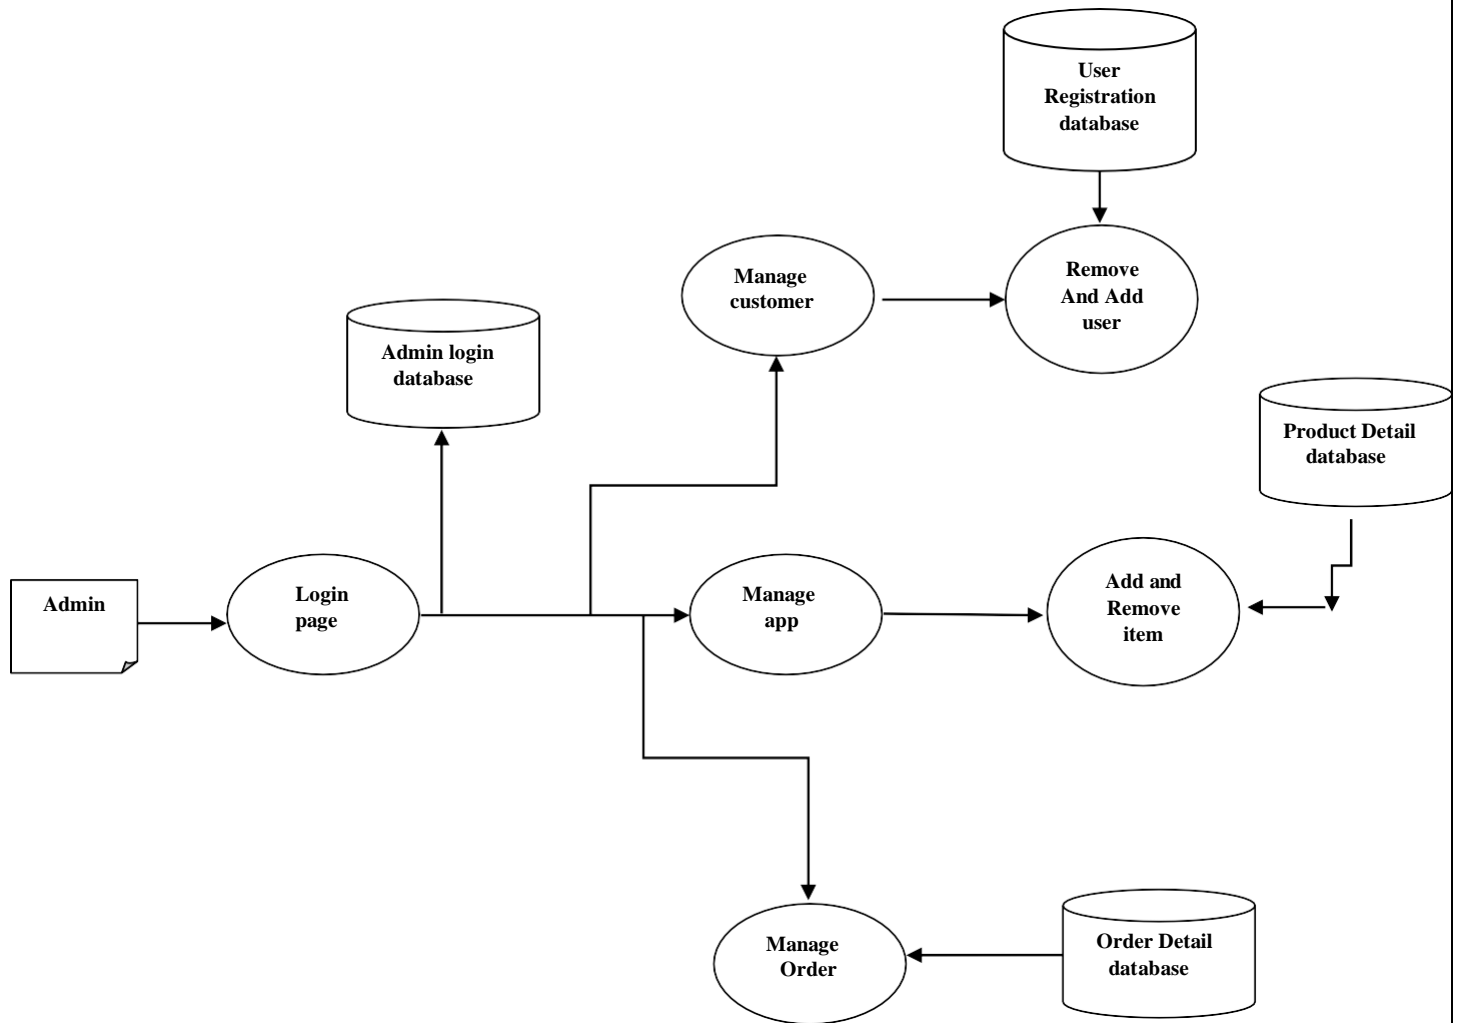 User
Registration
database
Manage
customer
Remove
And Add
user
Admin login
database
Product Detail
database
Admin
Login
page
Manage
app
Add and
Remove
item
Manage
Order
Order Detail
database